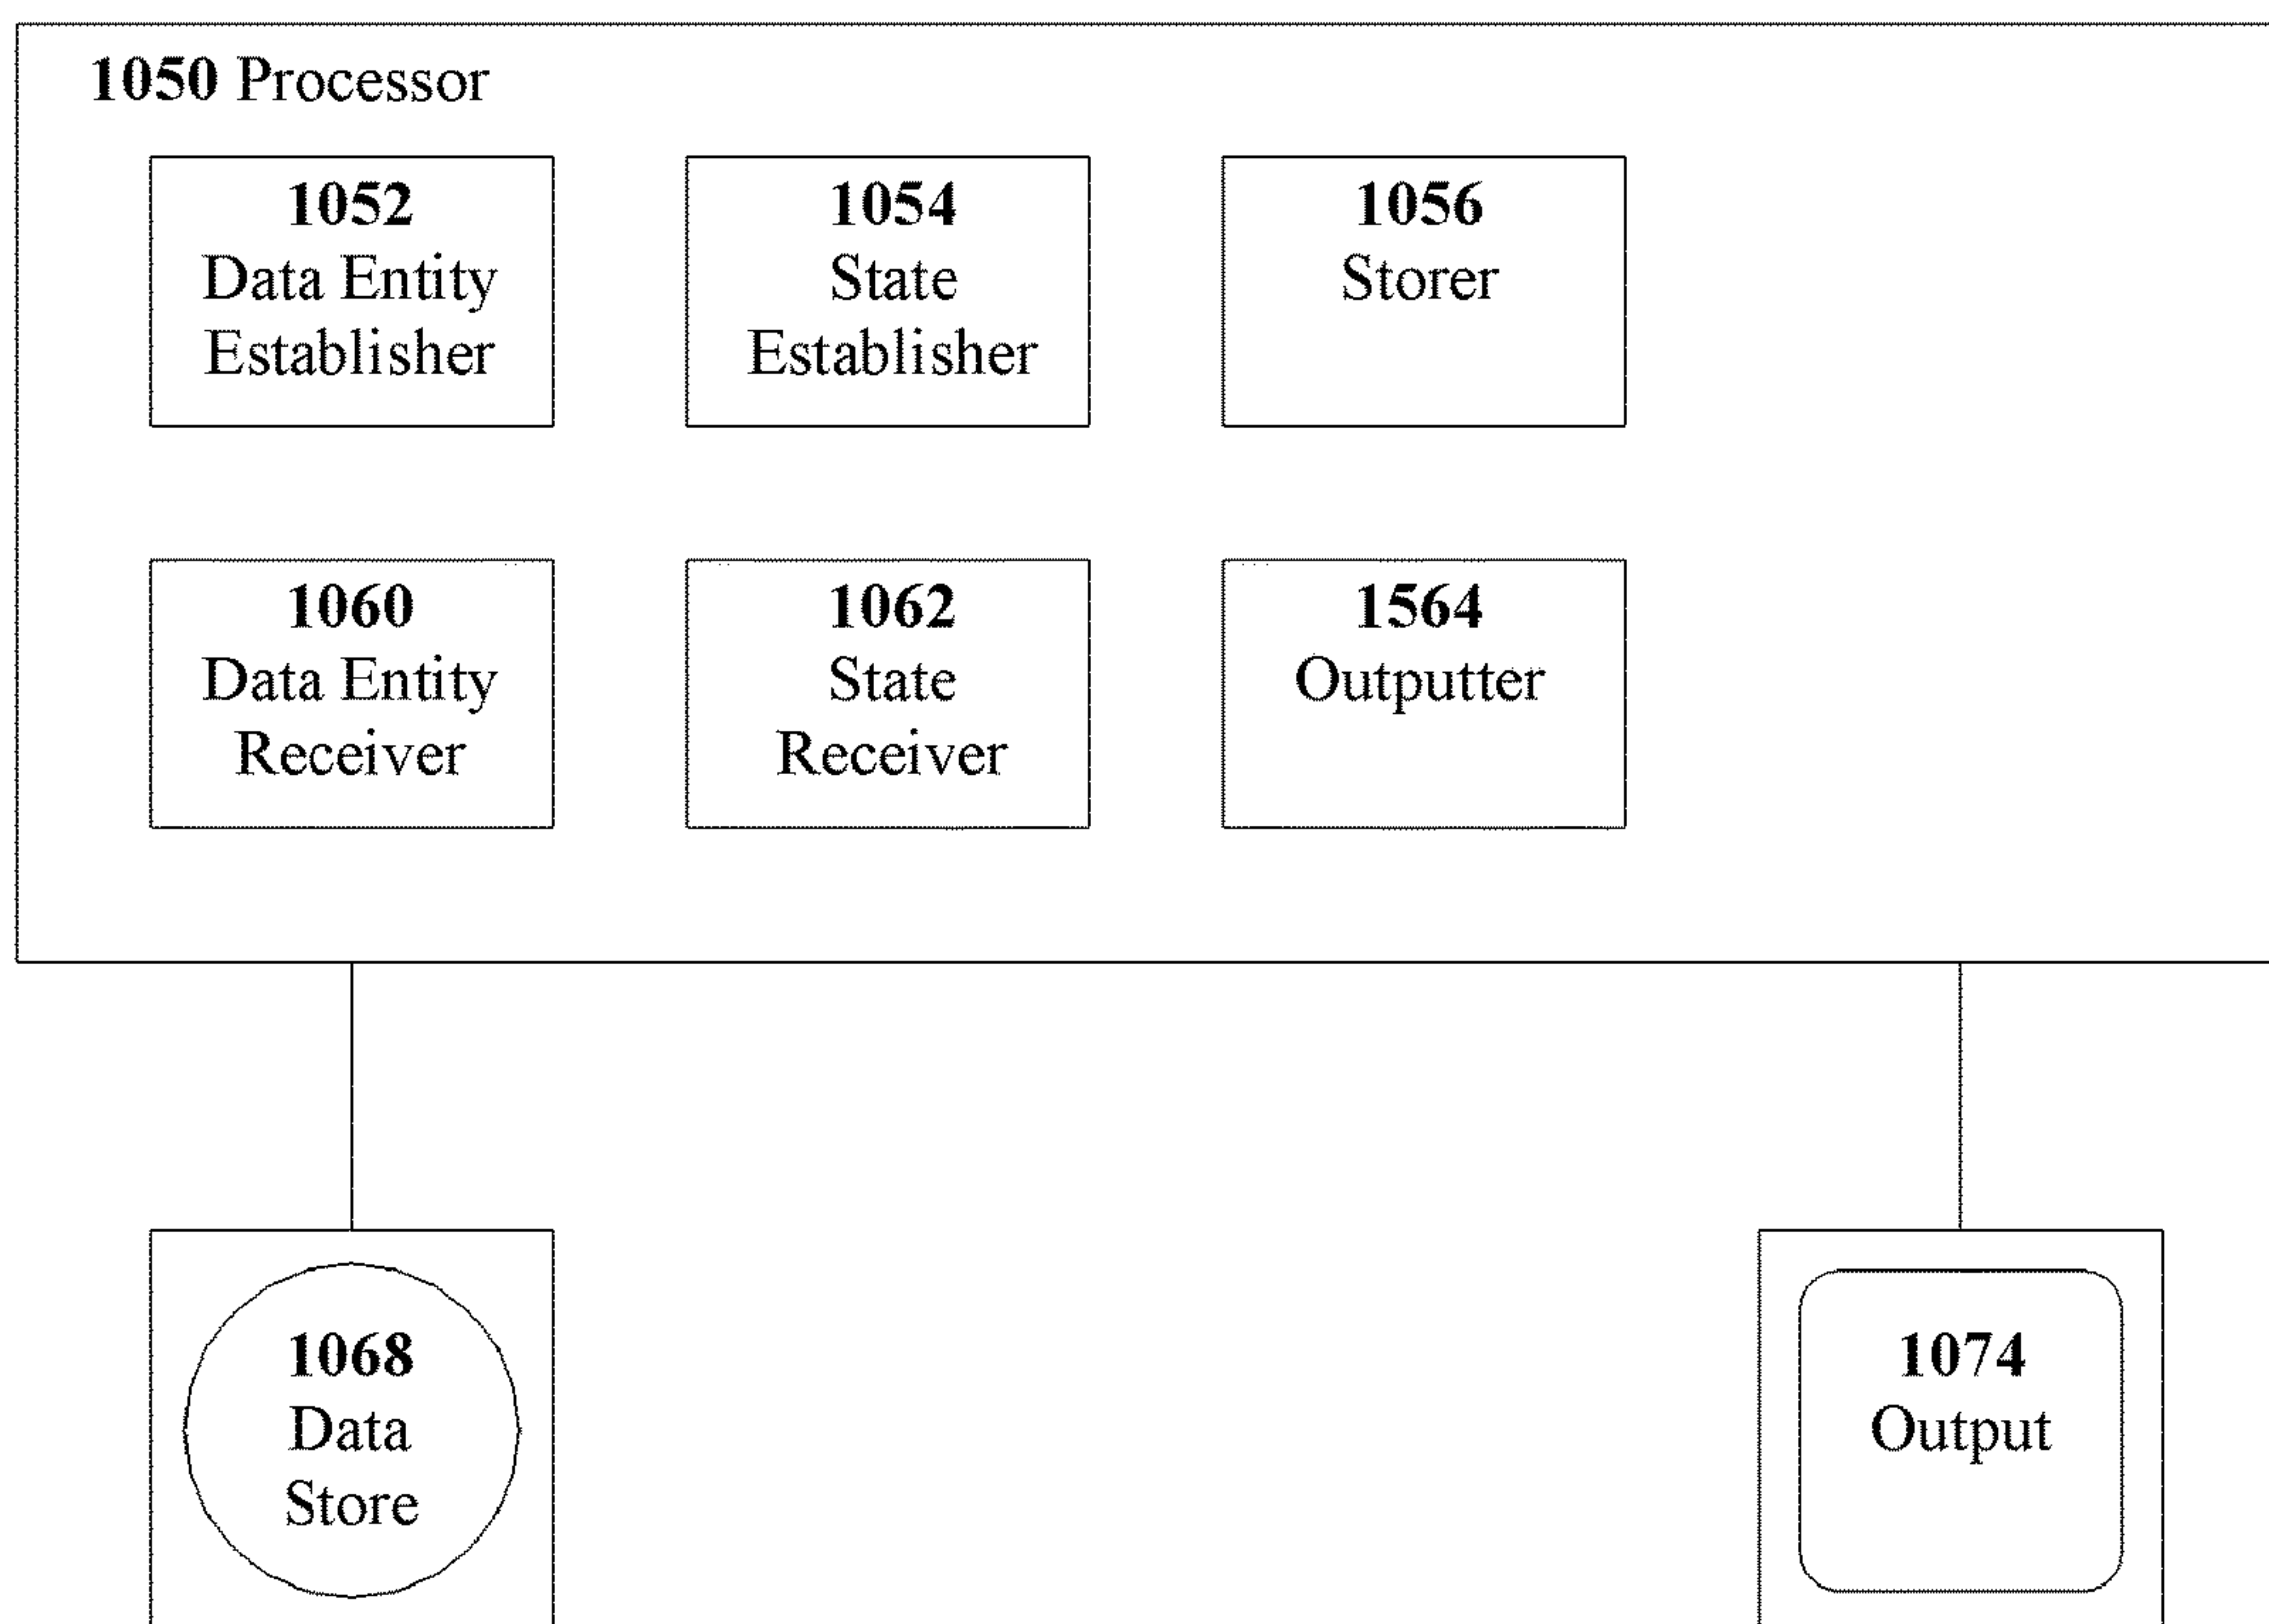 1050 Processor
1052
Data Entity
Establisher
1054
State
Establisher
1056
Storer
1060
Data Entity
Receiver
1062
State
Receiver
1564
Outputter
1068
Data
Store
1074
Output